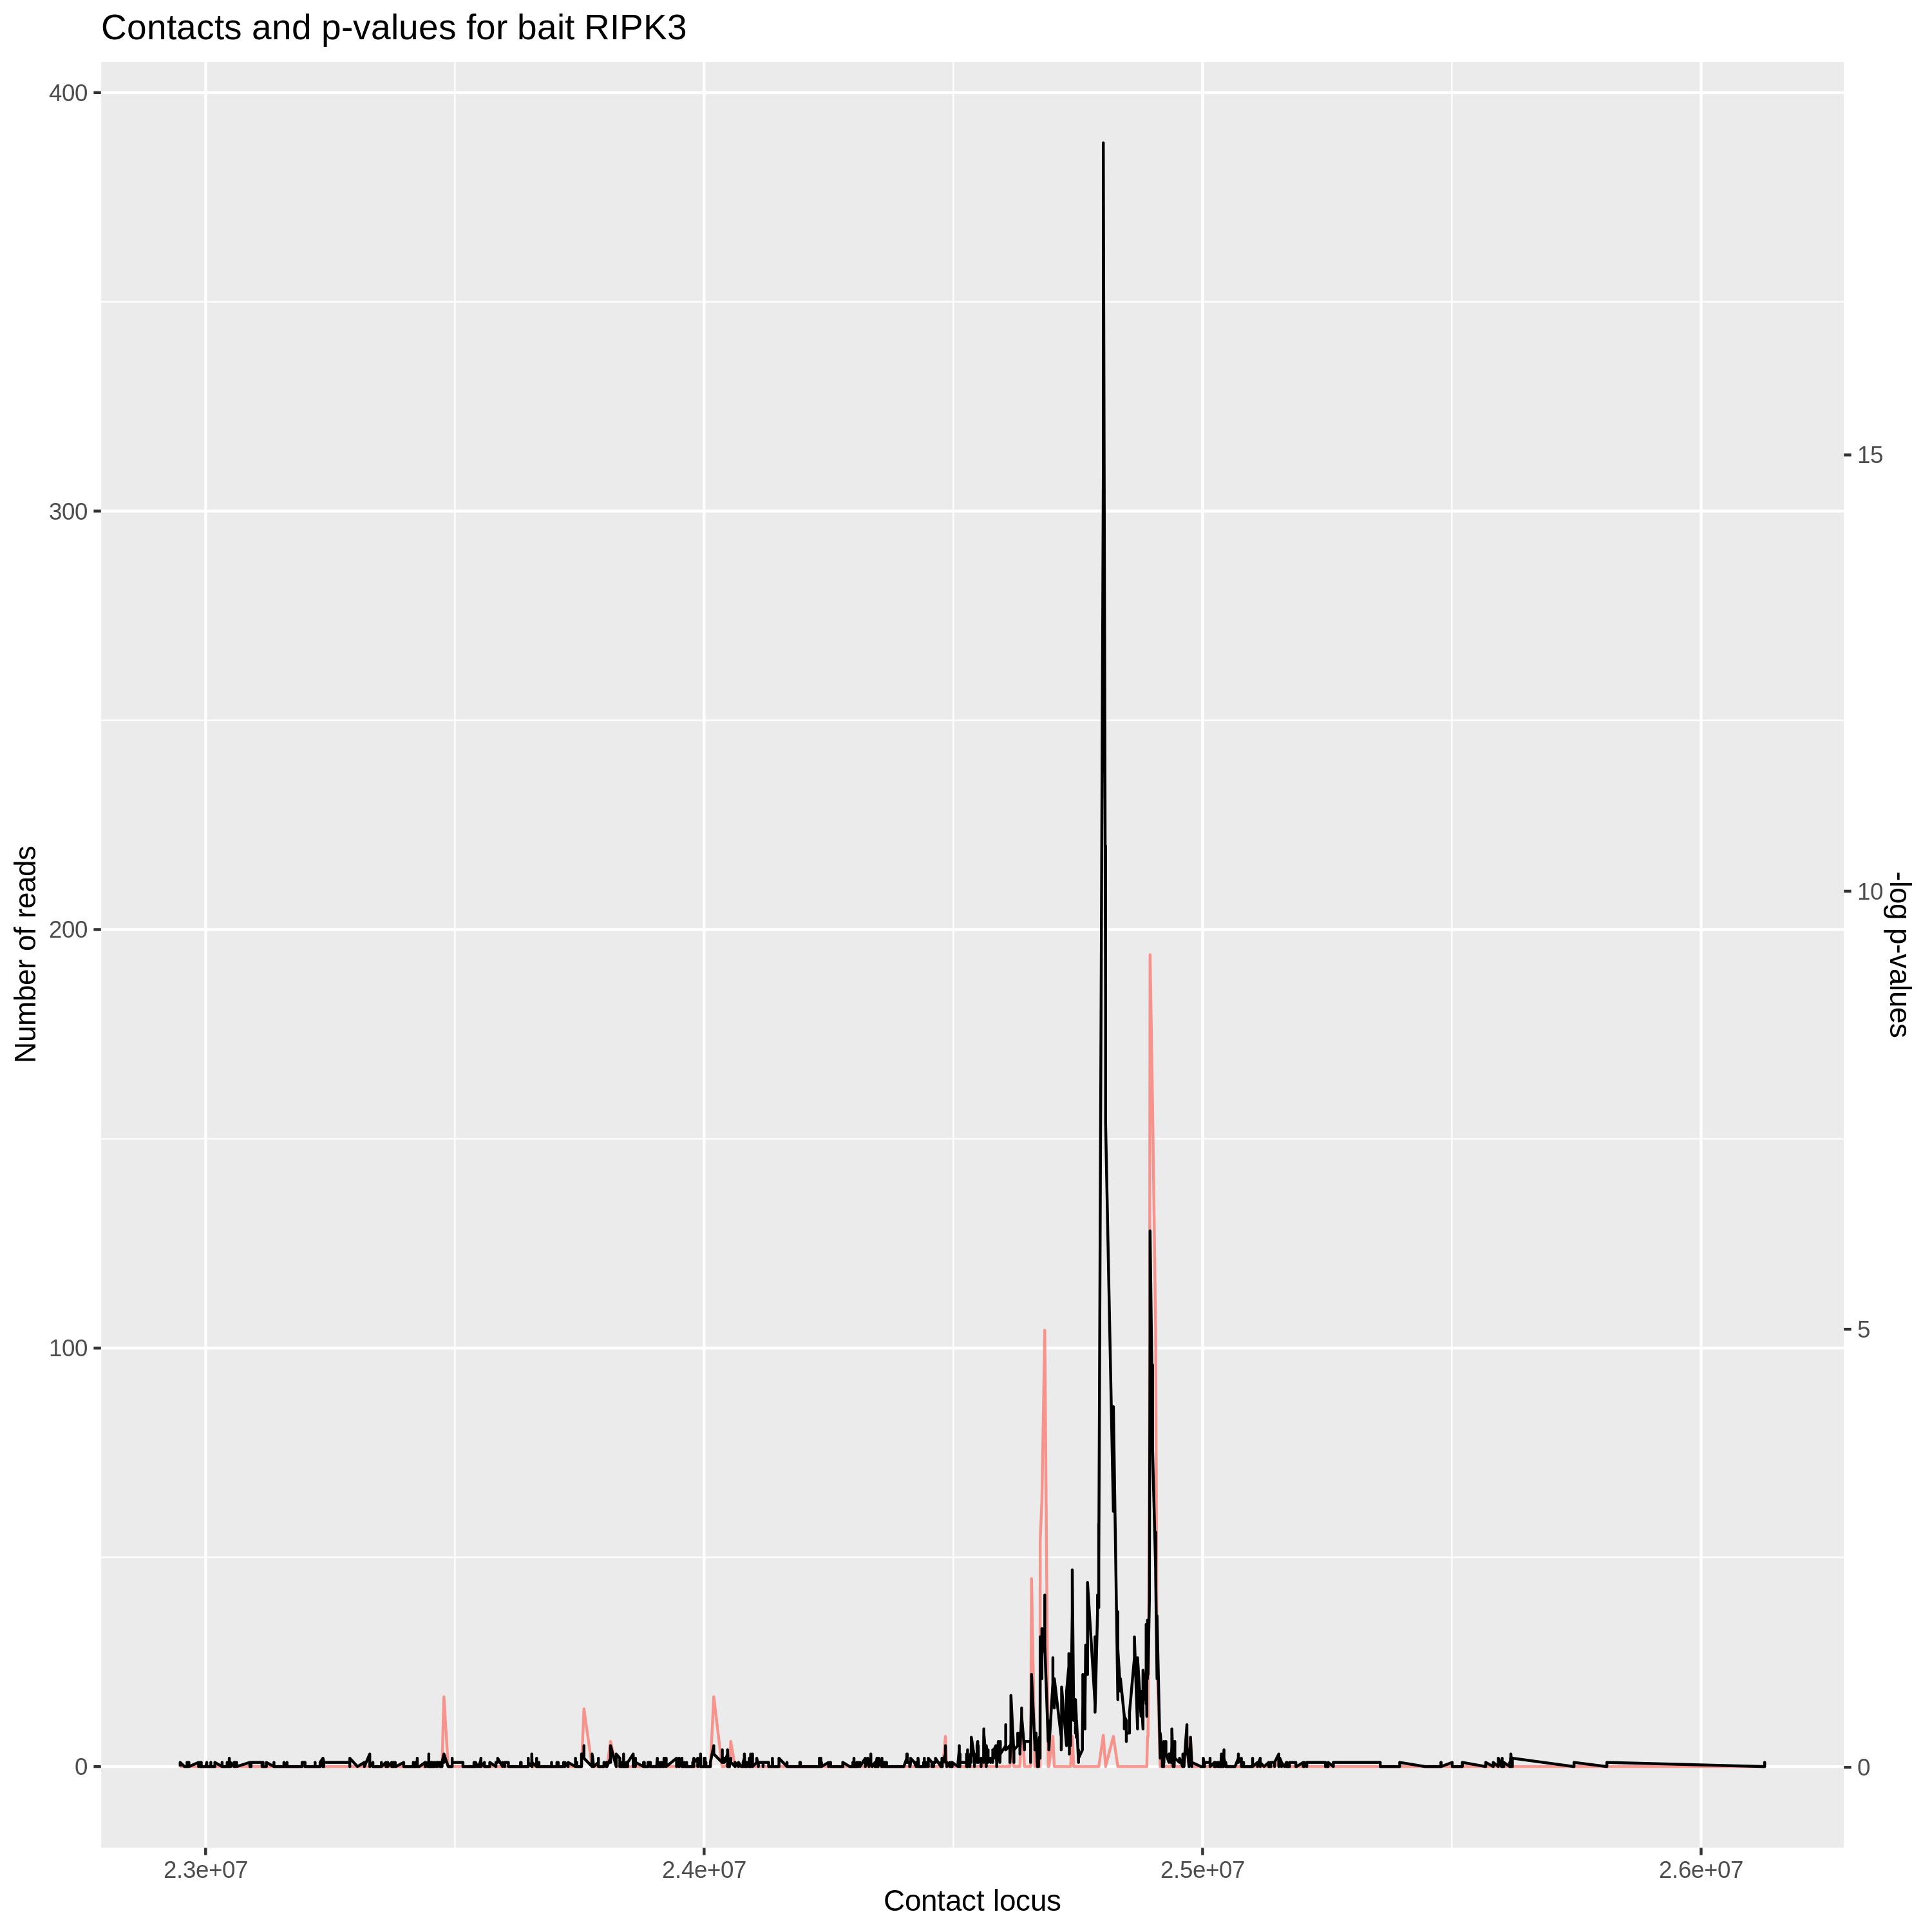 Contacts and p-values for bait RIPK3
400
300
200
100
0
Number of reads
15
10
5
0
-log p-values
2.3e+07
2.4e+07
2.5e+07
2.6e+07
Contact locus